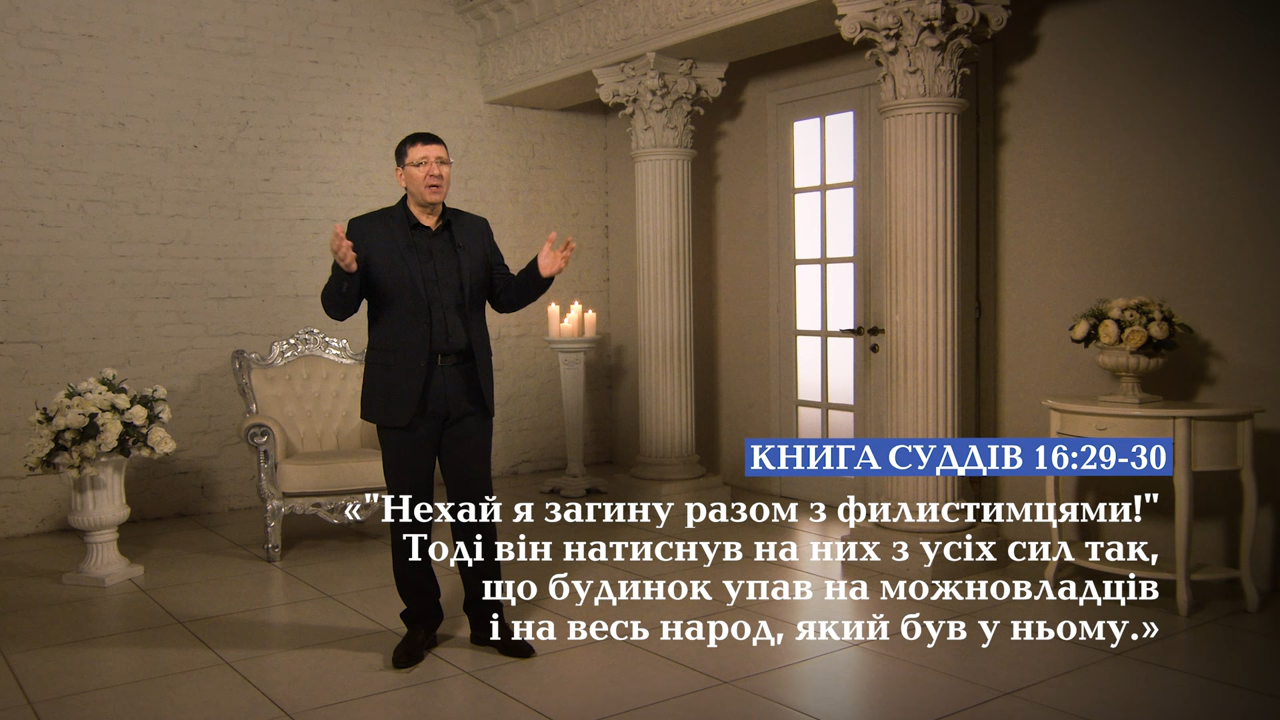 КНИГА СУДДІВ 16:29-30
«"Нехай я загину разом з филистимцями!"
Тоді він натиснув на них з усіх сил так,
що будинок упав на можновладців
і на весь народ, який був у ньому.»